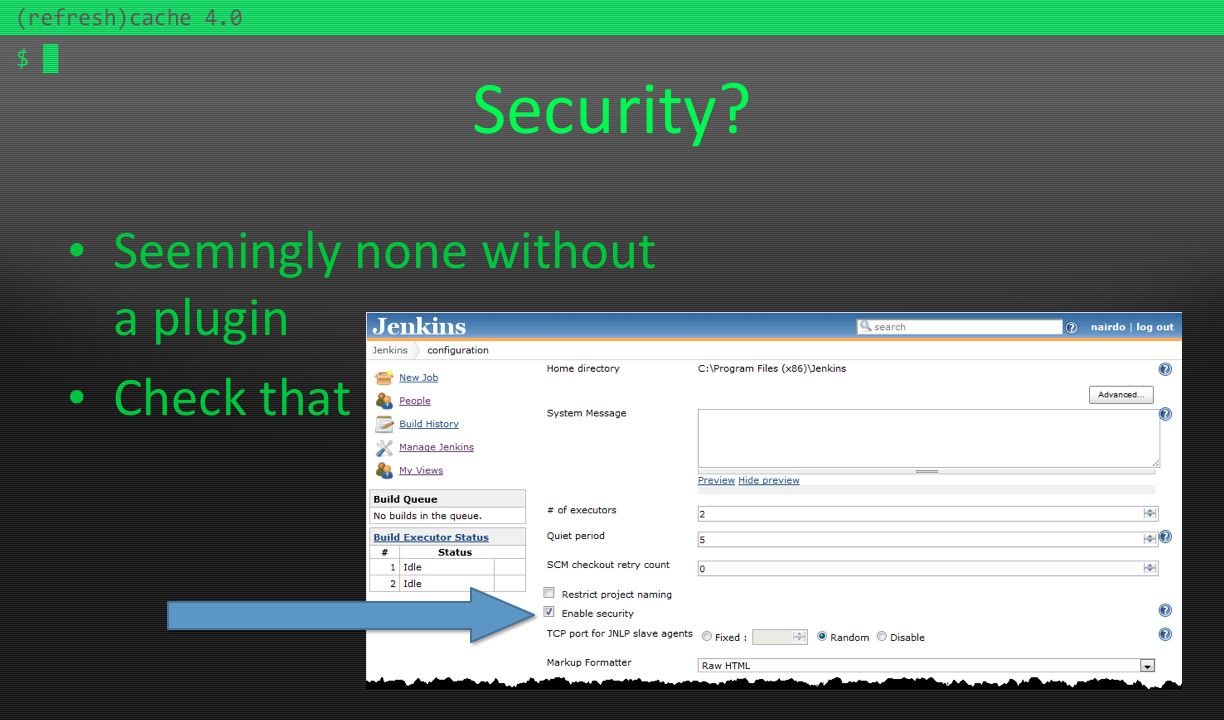 (refresh)cache 4.0
$
Security?
• Seemingly none without
a plugin
• Check that
Jenkins
search
nairdo | log out
Jenkins
configuration
New Job
People
Build History
Manage Jenkins
My Views
Build Queue
No builds in the queue.
Build Executor Status
# Status
1 Idle
2 Idle
Home directory C:\Program Files (x86)\Jenkins
Advanced...
System Message
Preview Hide preview
# of executors 2
Quiet period 5
SCM checkout retry count 0
Restrict project naming
Enable security
TCP port for JNLP slave agents Fixed : Random Disable
Markup Formatter Raw HTML